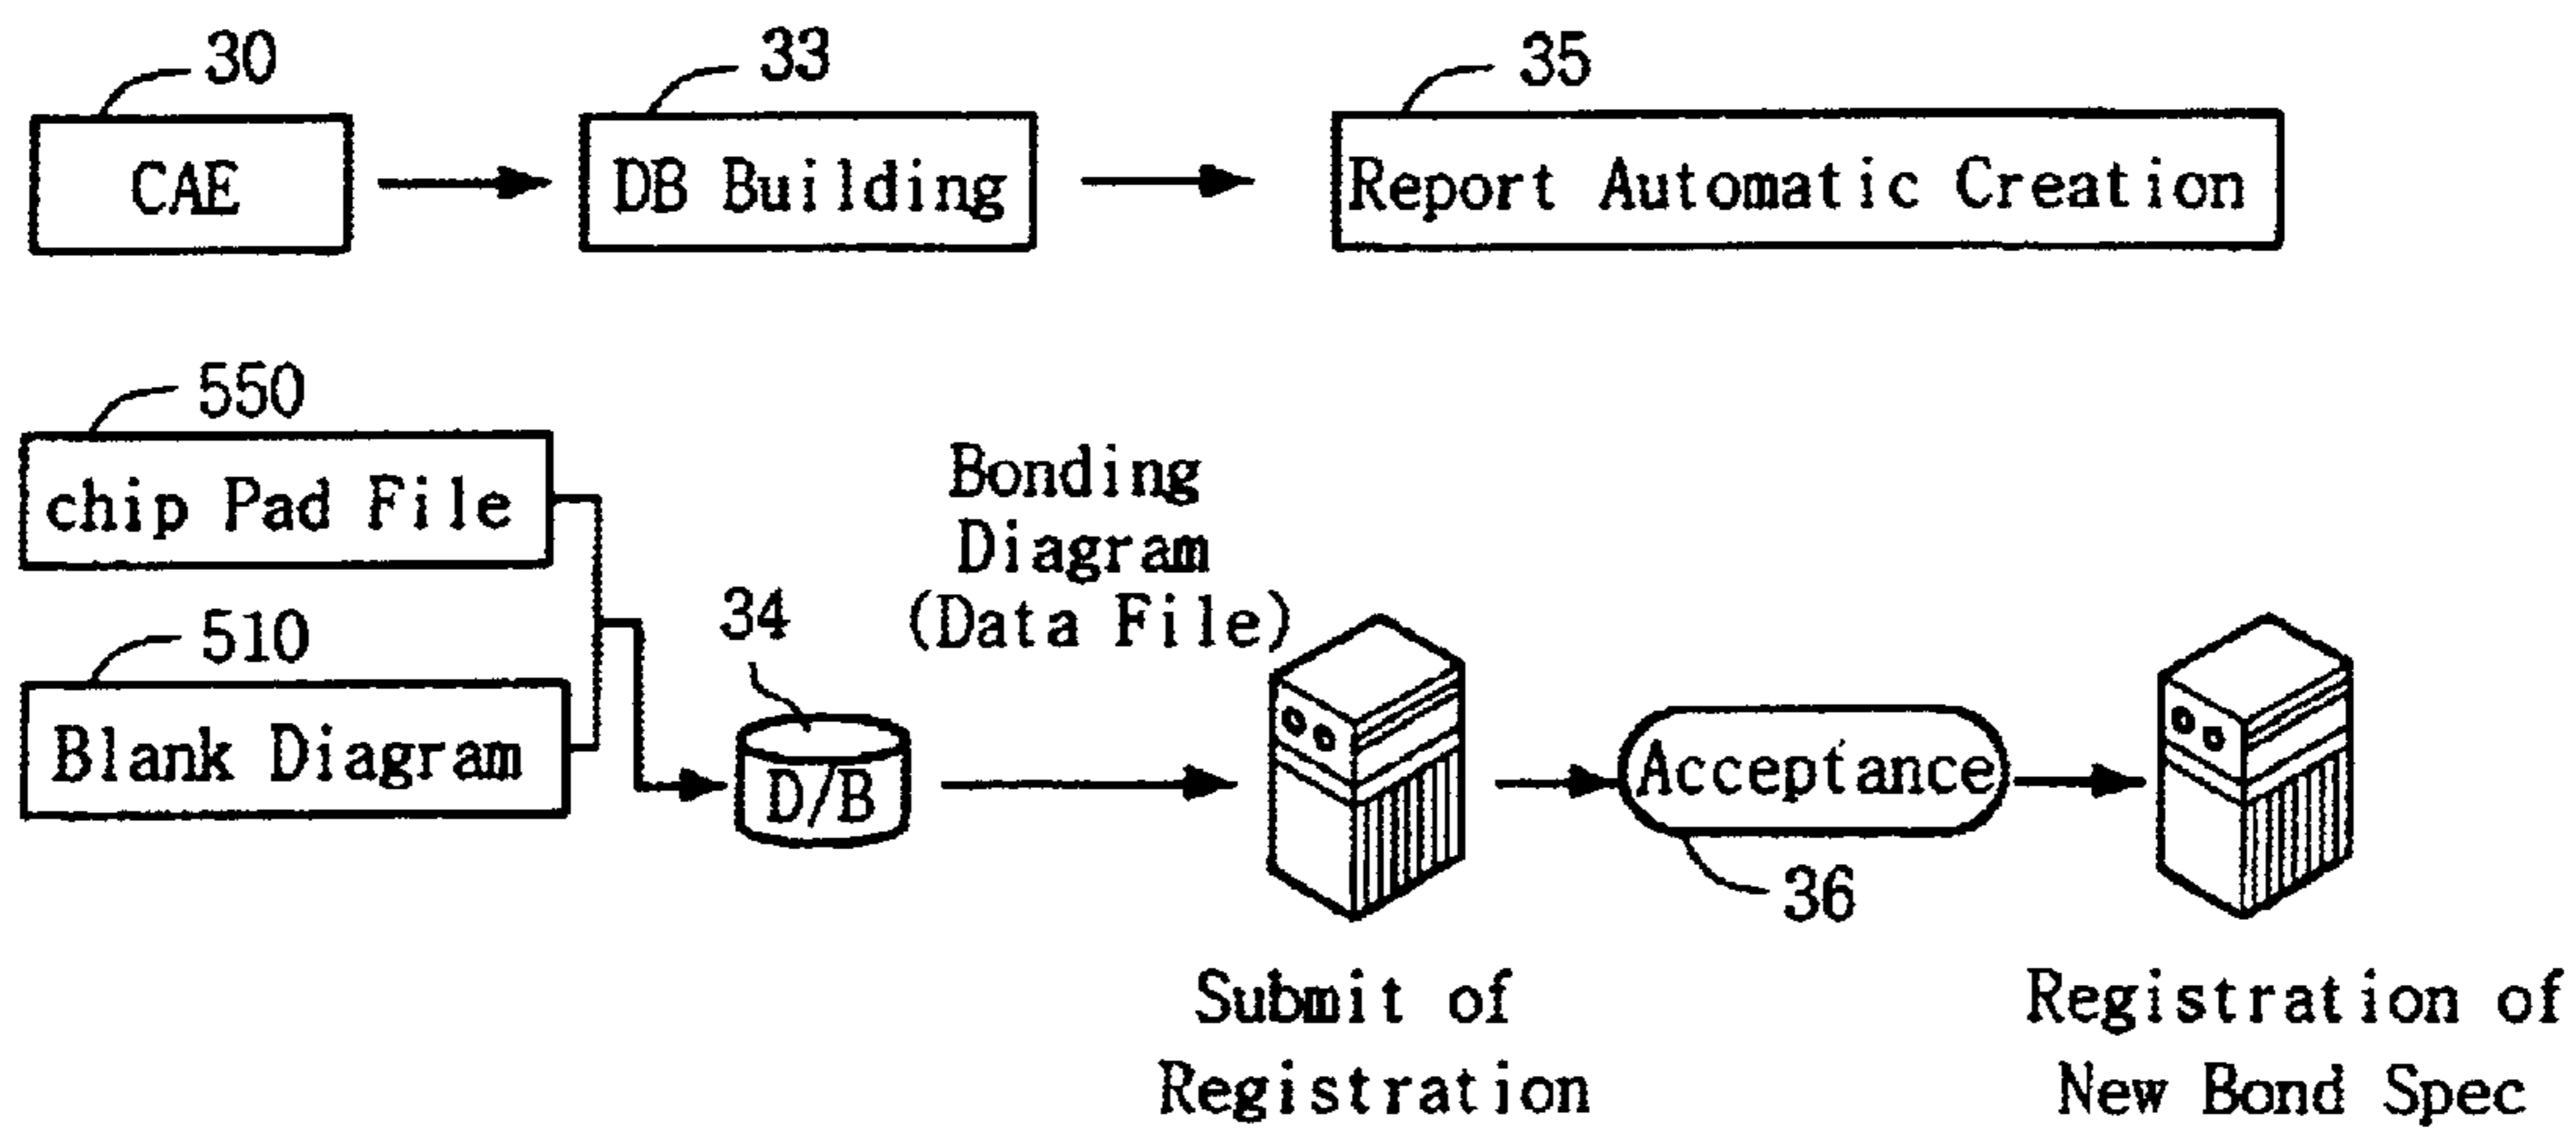 30
33
35
CAE
DB Building
Report Automatic Creation
550
chip Pad File
Bonding
Diagram
(Data File)
510
34
Blank Diagram
D/B
Acceptance
36
Submit of
Registration
Registration of
New Bond Spec